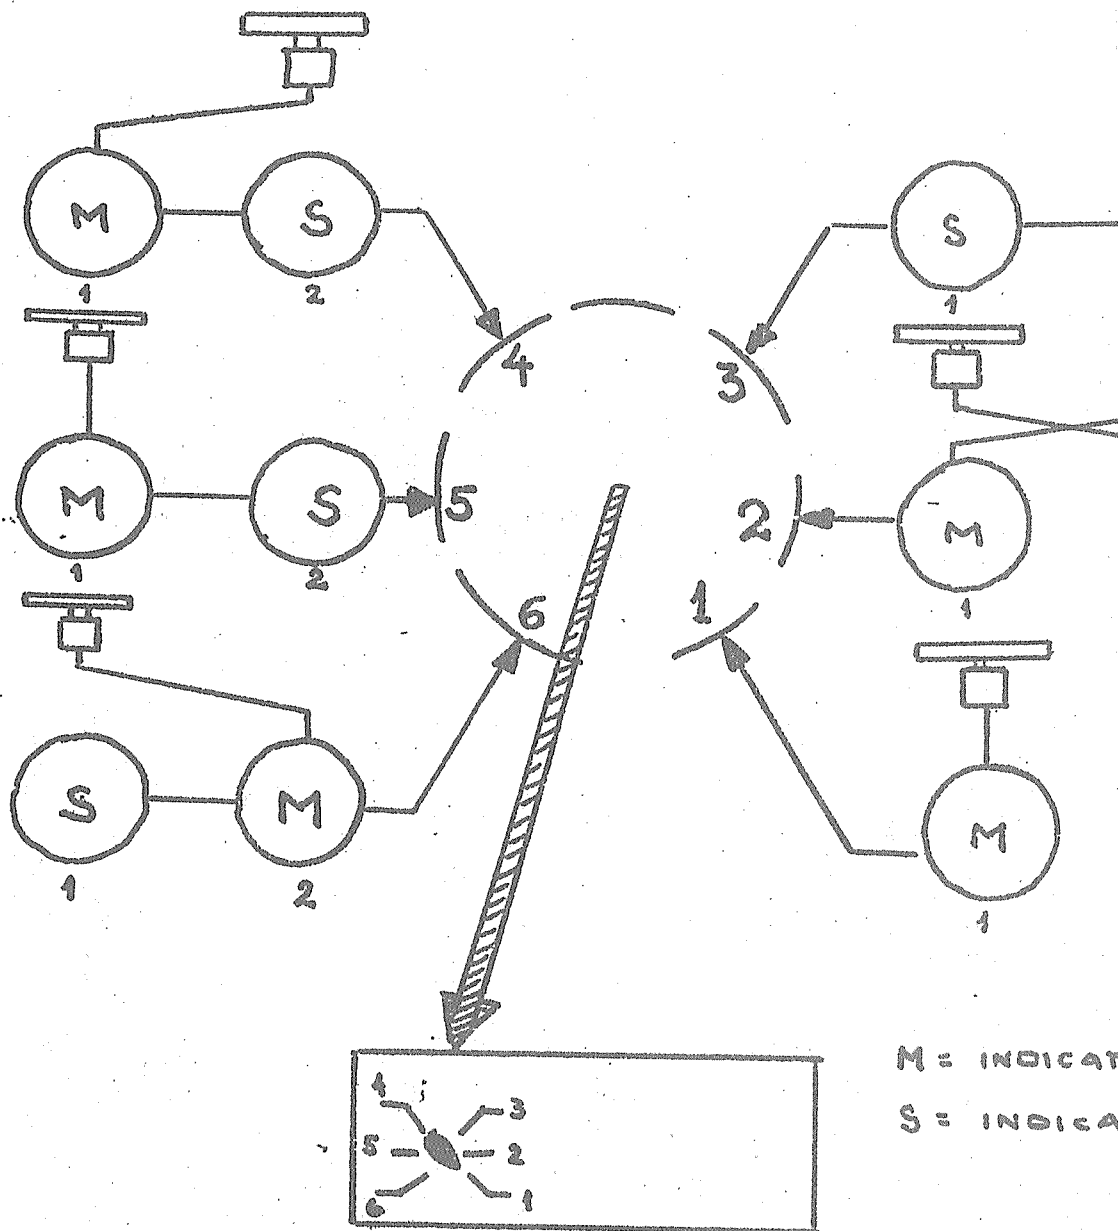 M S S
1 2 1
4 3
M S 5 2 M
1 2 1
6 1
S M M
1 2 1
4 3
5 2
6 1
M = INDICAT
S = INDICA